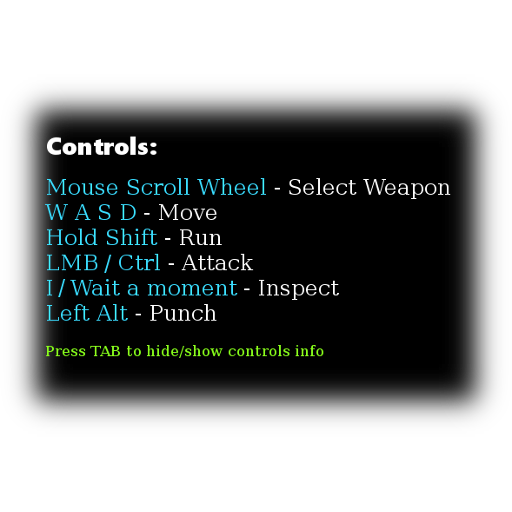 Controls:
Mouse Scroll Wheel - Select Weapon
W A S D - Move
Hold Shift - Run
LMB / Ctrl - Attack
I / Wait a moment - Inspect
Left Alt - Punch
Press TAB to hide/show controls info